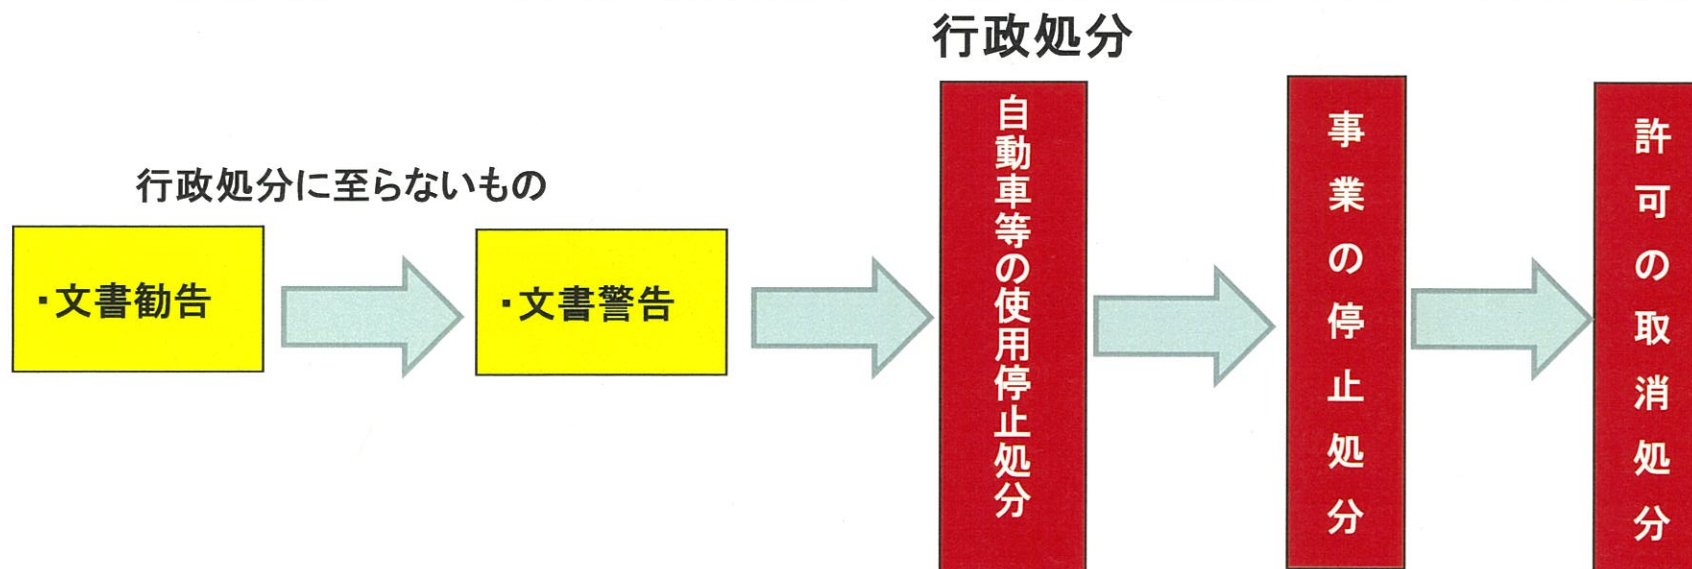 行政処分
行政処分に至らないもの
・文書勧告
・文書警告
自動車等の使用停止処分
事業の停止処分
許可の取消処分